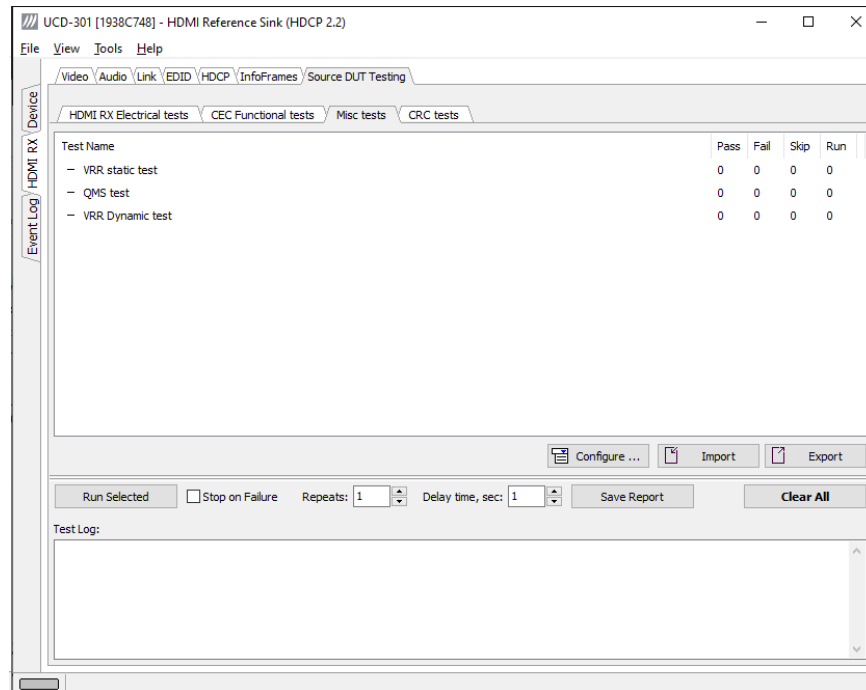 UCD-301 [1938C748] - HDMI Reference Sink (HDCP 2.2)
File View Tools Help
Video Audio Link EDID HDCP InfoFrames Source DUT Testing
Device
HDMI RX
Event Log
HDMI RX Electrical tests CEC Functional tests Misc tests CRC tests
Test Name Pass Fail Skip Run
VRR static test 0 0 0 0
QMS test 0 0 0 0
VRR Dynamic test 0 0 0 0
Configure ... Import Export
Run Selected Stop on Failure Repeats: 1 Delay time, sec: 1 Save Report Clear All
Test Log: